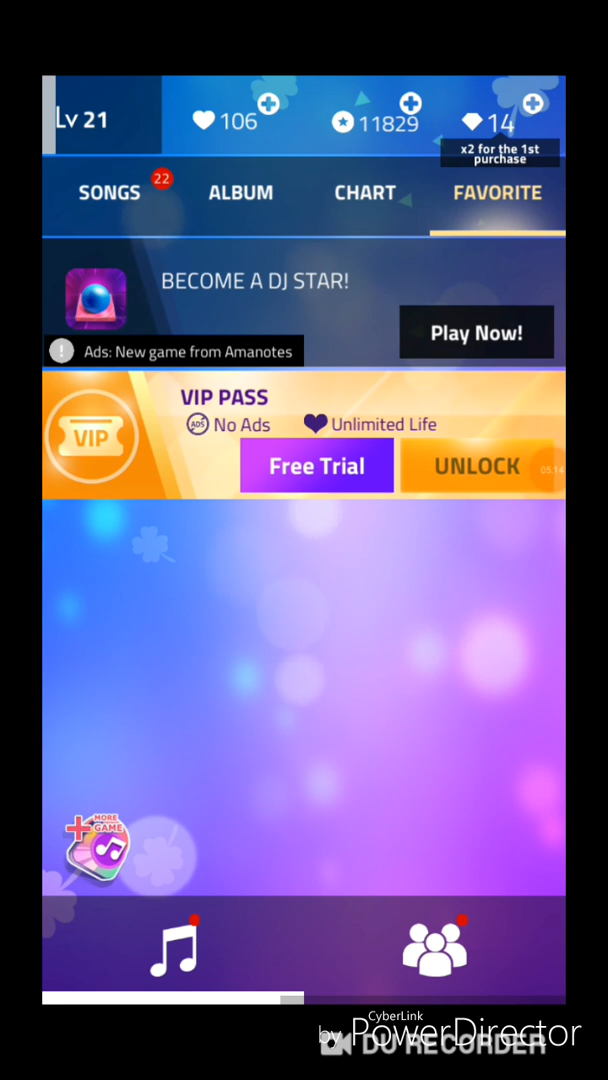 Lv 21
106
11829
14
x2 for the 1st
purchase
SONGS 22 ALBUM CHART FAVORITE
BECOME A DJ STAR!
Play Now!
! Ads: New game from Amanotes
VIP PASS
VIP
ADS No Ads Unlimited Life
Free Trial UNLOCK
05:14
MORE
GAME
CyberLink
by PowerDirector
DU RECORDER